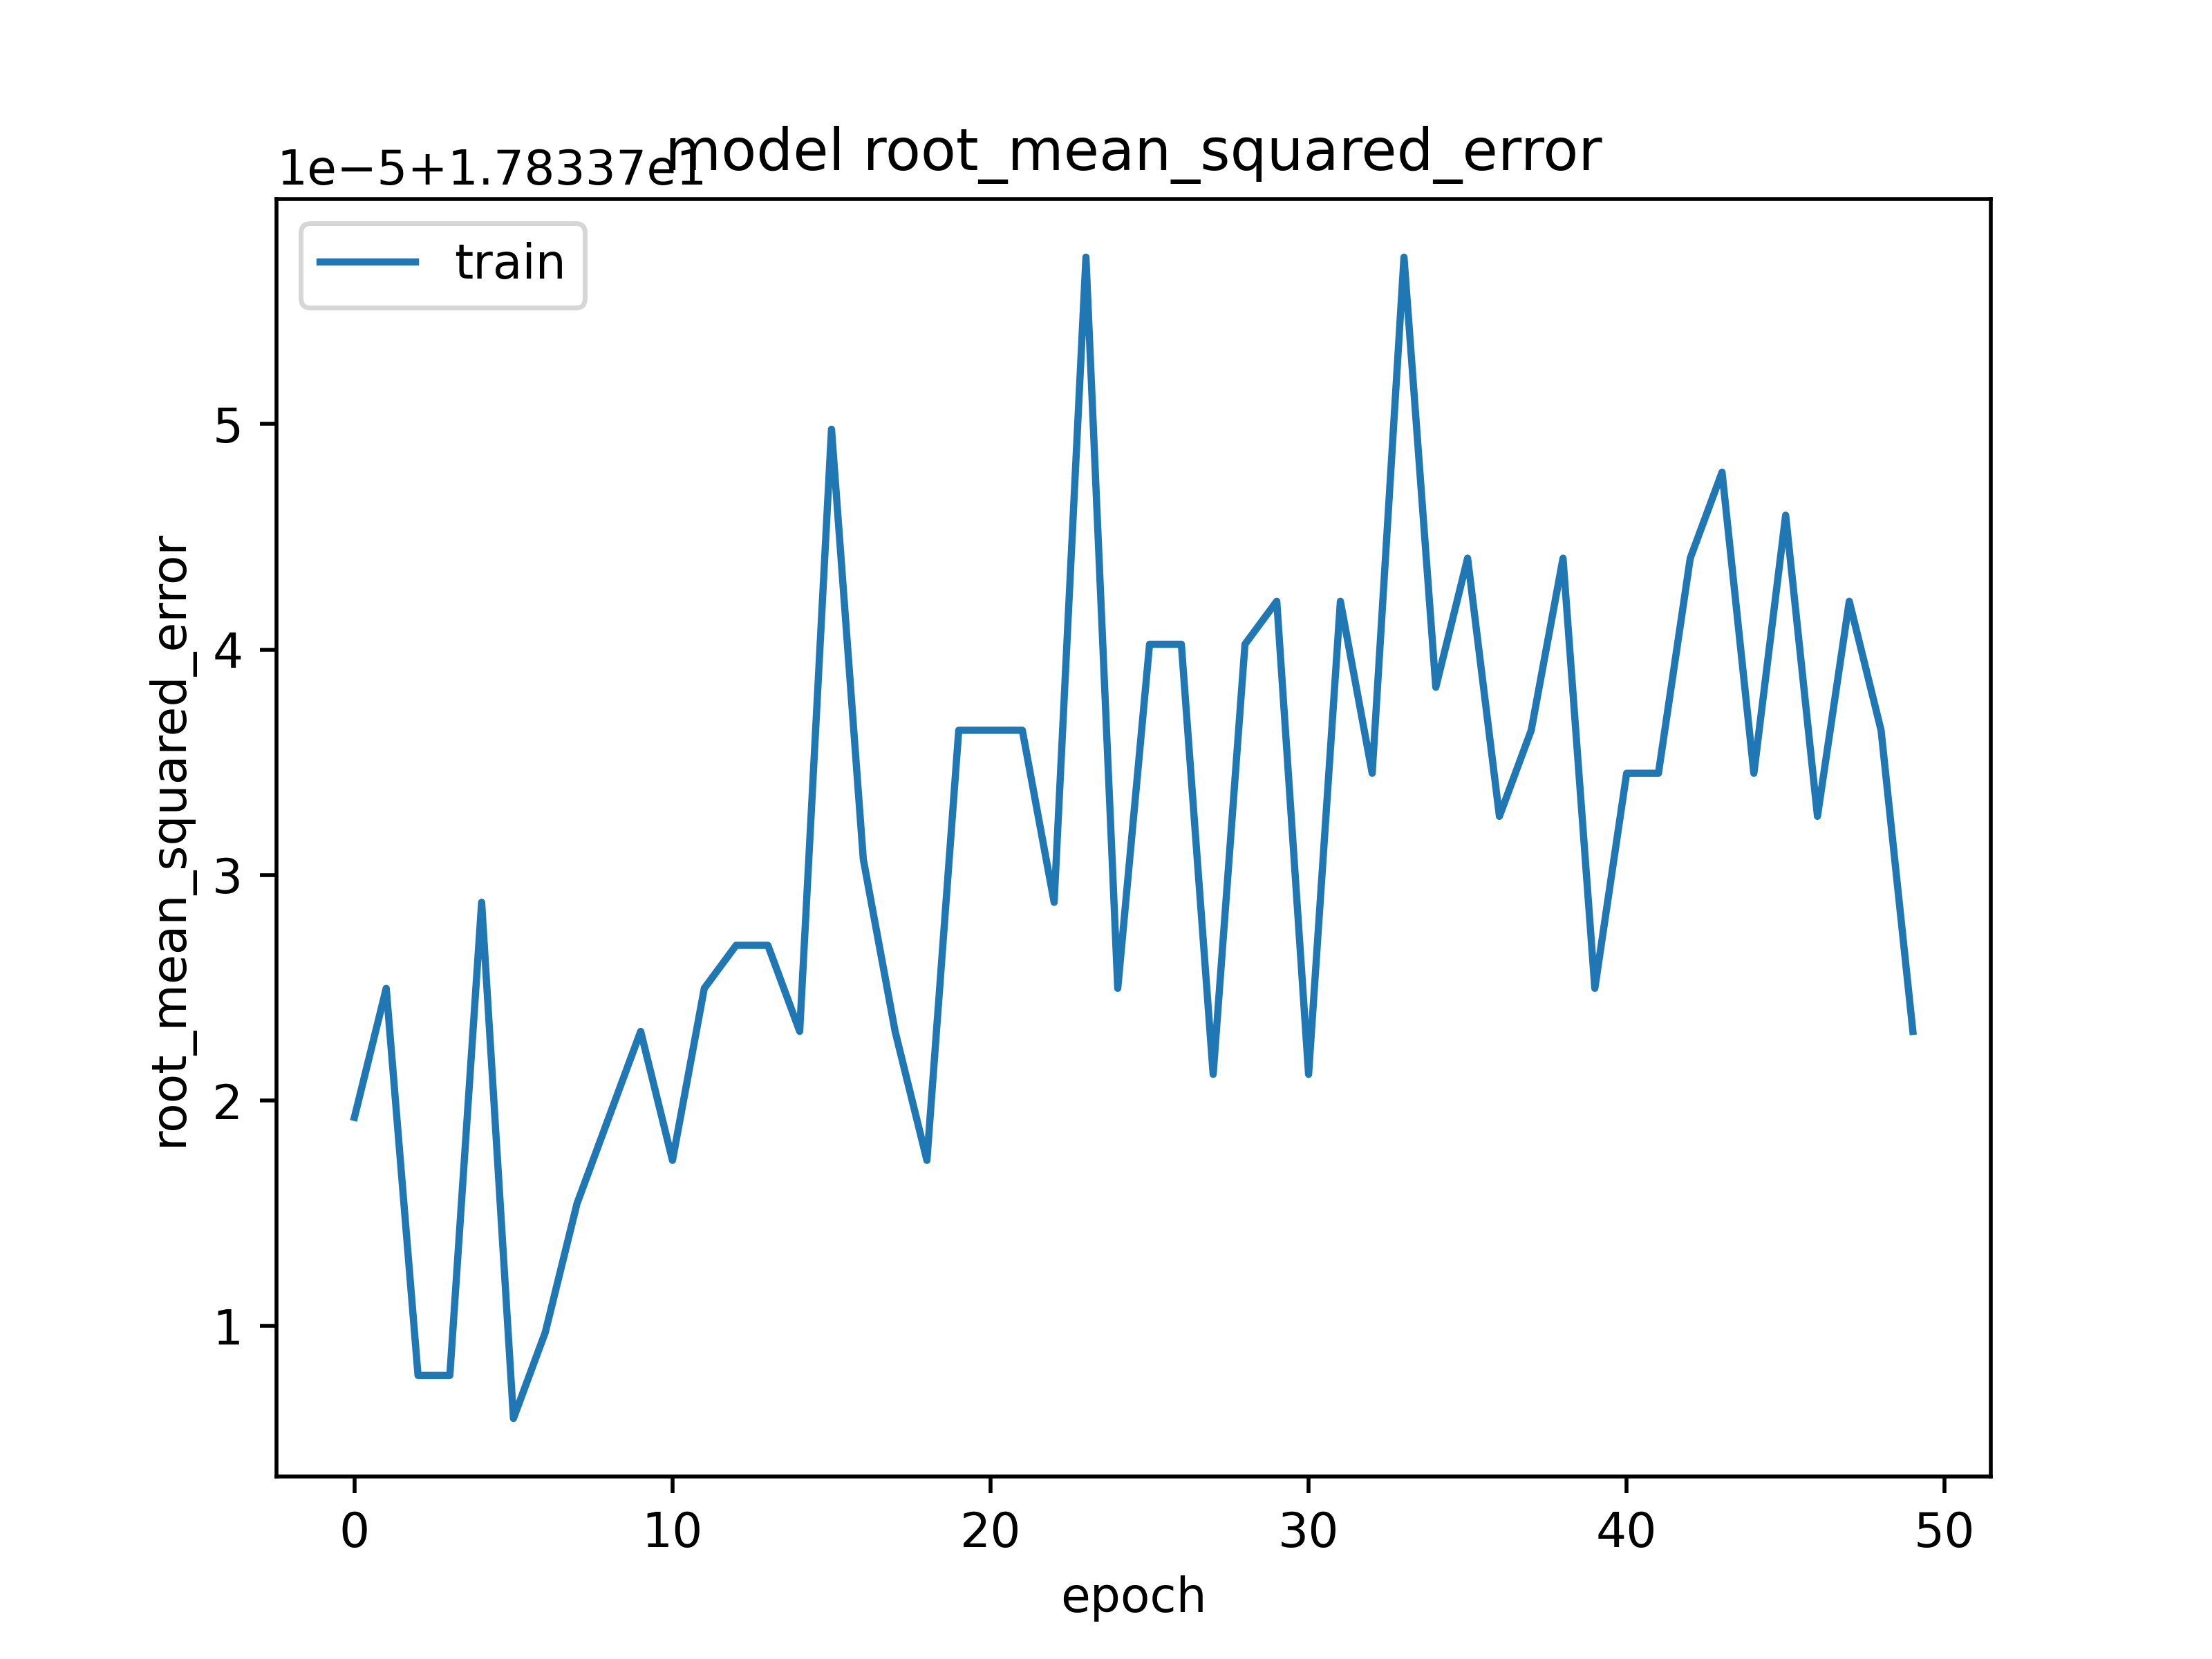 model root_mean_squared_error
1e−5+1.78337e1
train
root_mean_squared_error
5
4
3
2
1
0 10 20 30 40 50
epoch